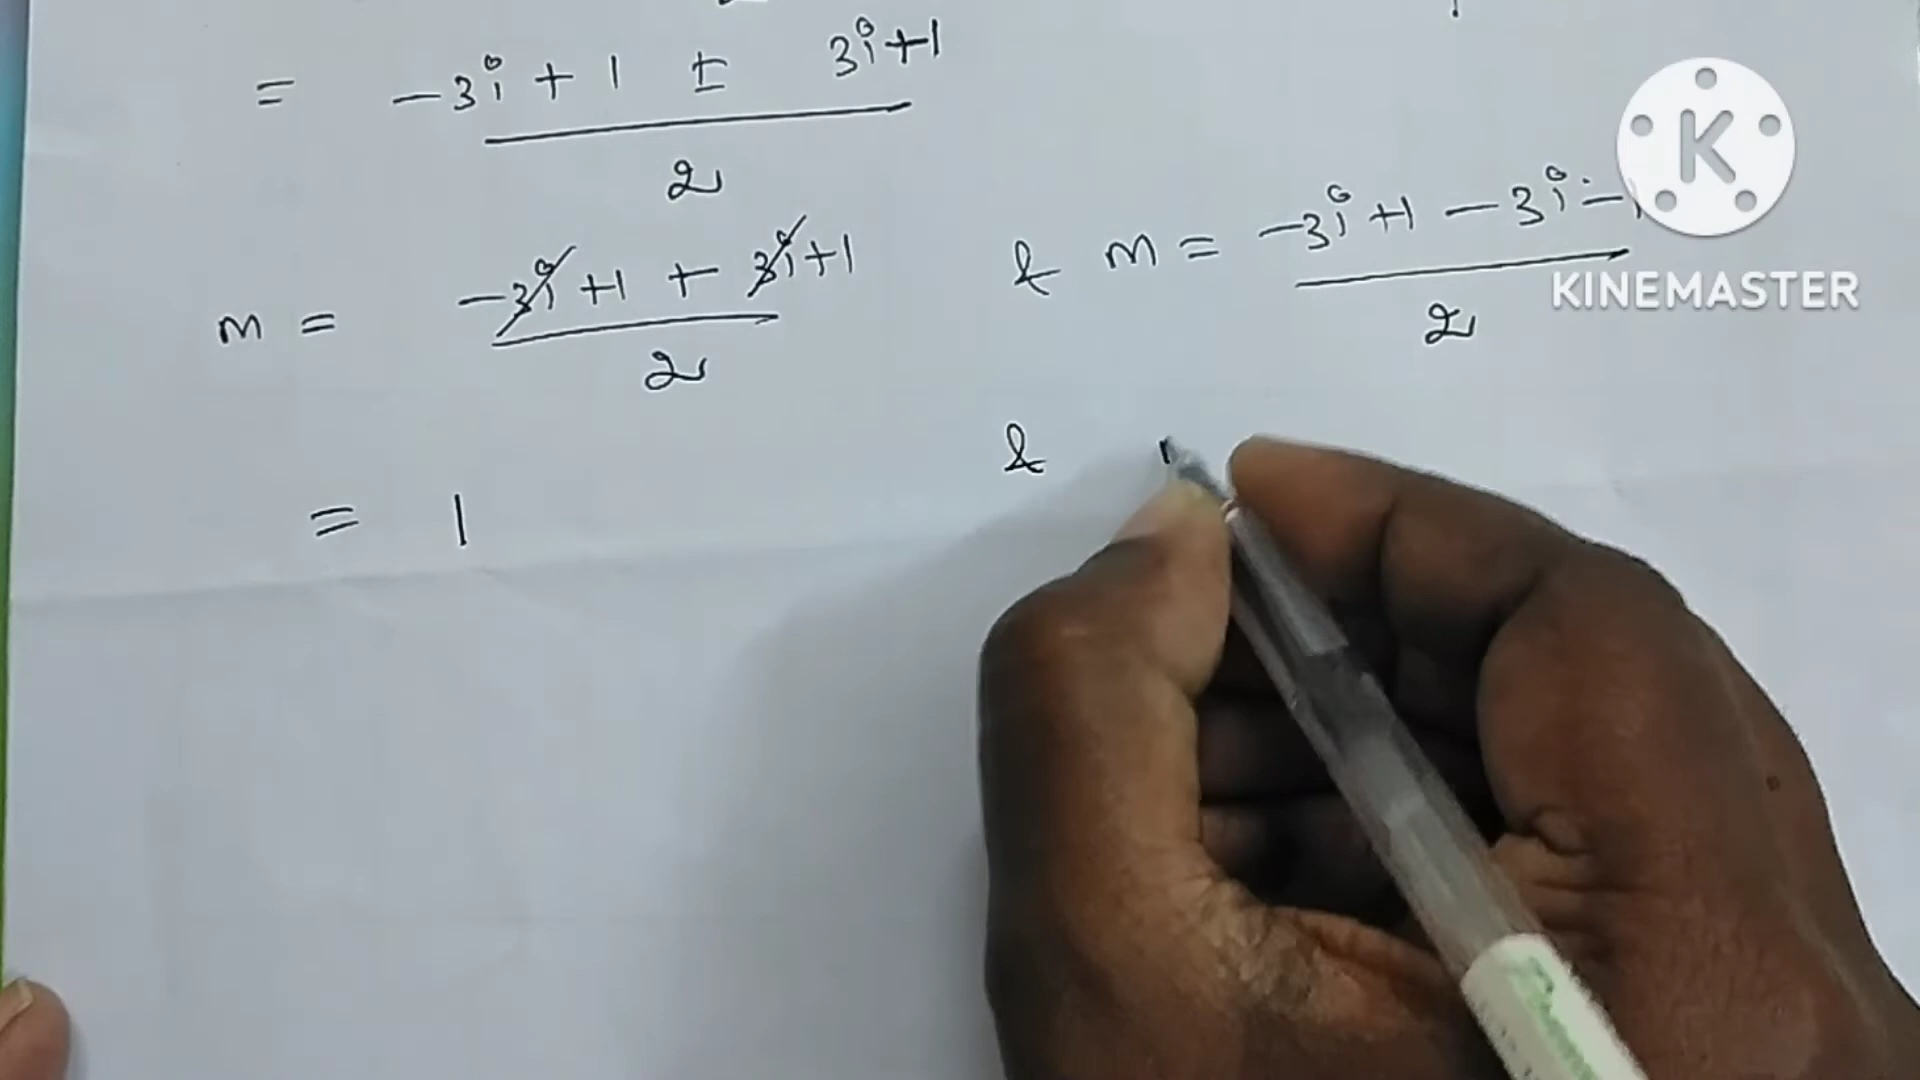 = -3i + 1 ± 3i+1
2
m = -3i +1 + 3i+1 & m = -3i +1 - 3i -
2 2
&
= 1
KINEMASTER